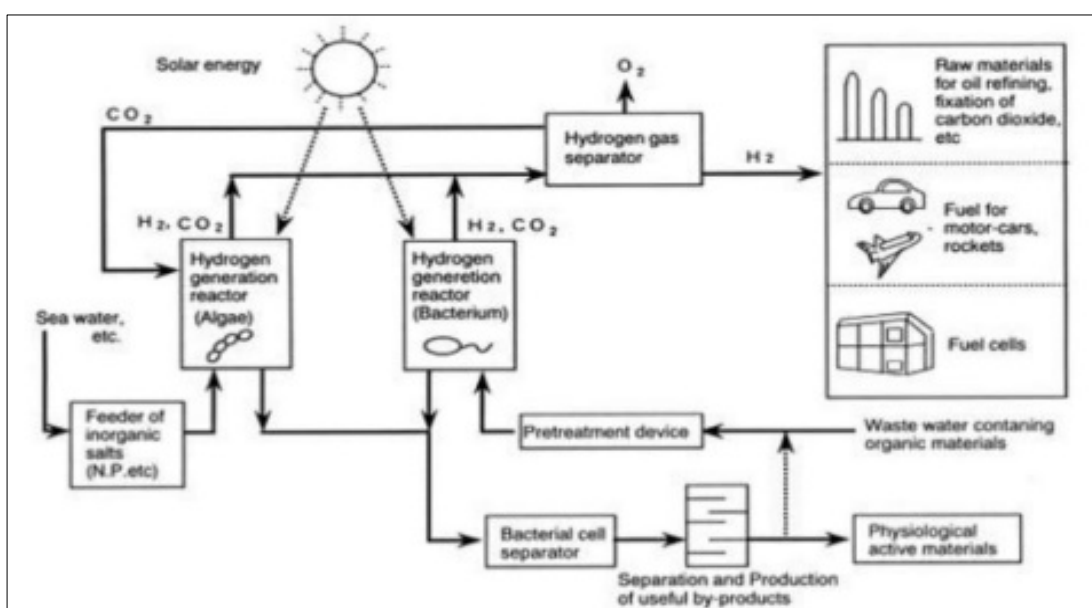 Solar energy
O₂
CO₂
Hydrogen gas
separator
H₂
Raw materials
for oil refining,
fixation of
carbon dioxide,
etc
Fuel for
motor-cars,
rockets
Fuel cells
H₂, CO₂
H₂, CO₂
Hydrogen
generation
reactor
(Algae)
Hydrogen
generetion
reactor
(Bacterium)
Sea water,
etc.
Feeder of
inorganic
salts
(N.P.etc)
Pretreatment device
Waste water contaning
organic materials
Bacterial cell
separator
Separation and Production
of useful by-products
Physiological
active materials